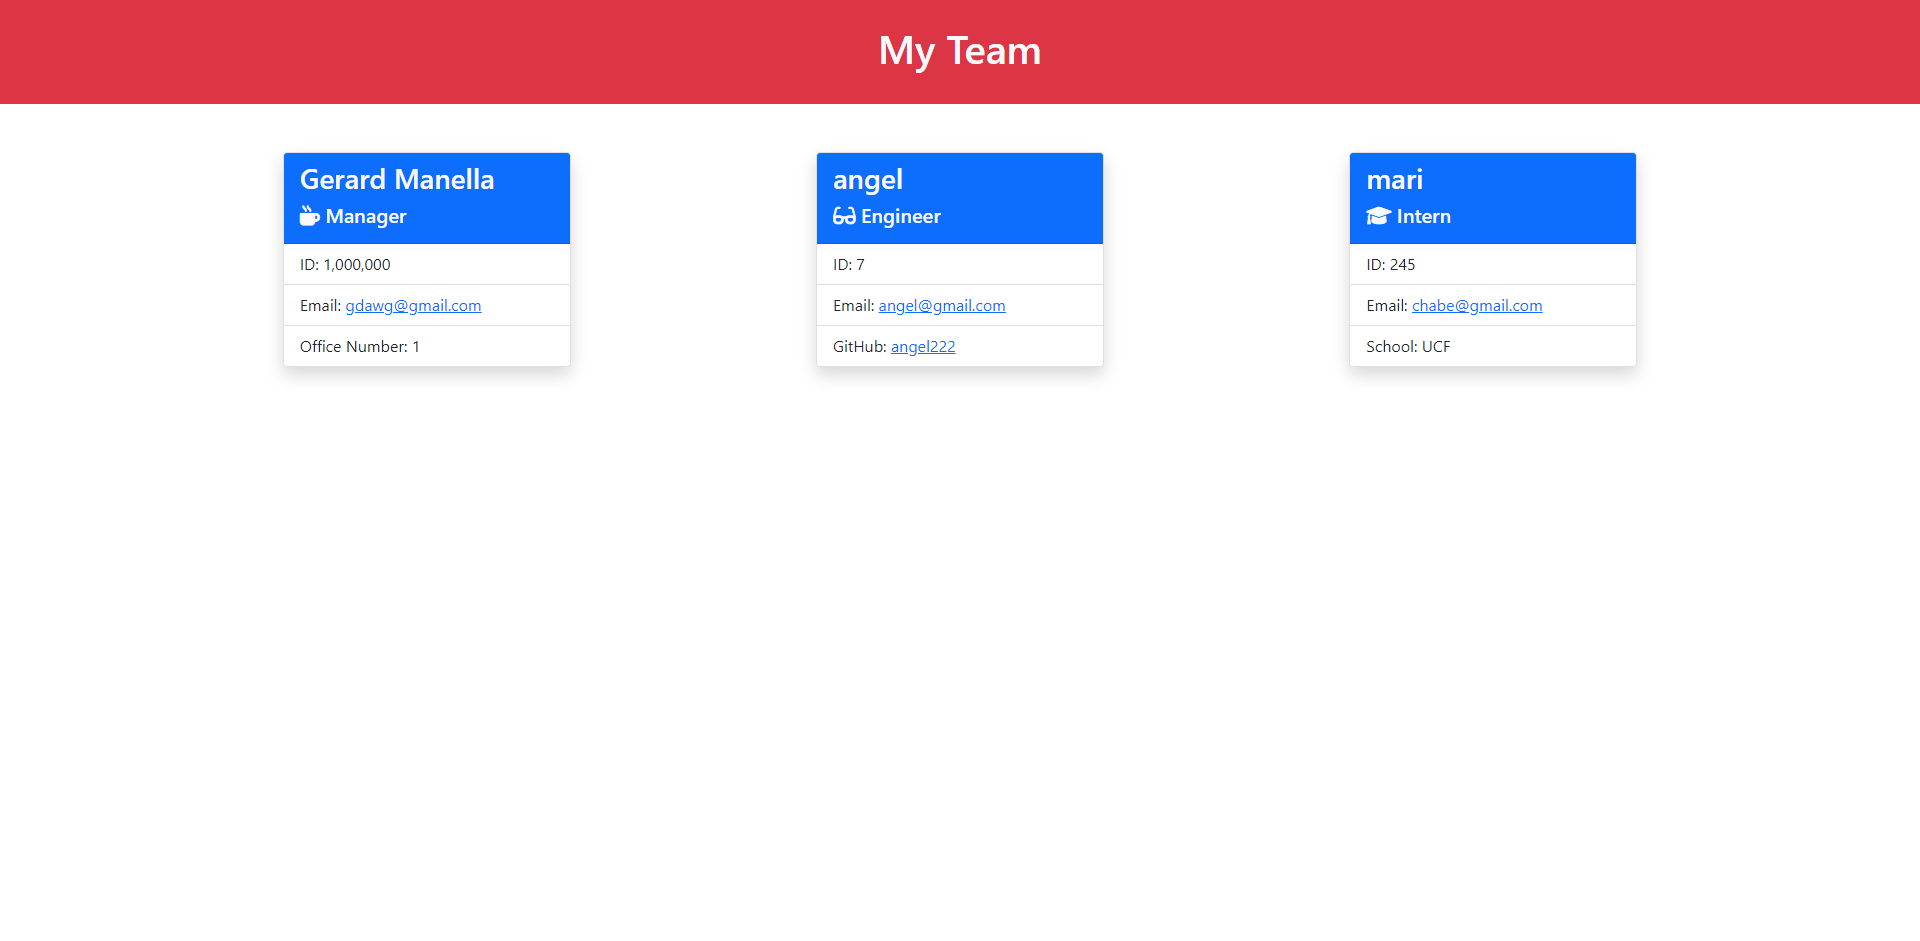 My Team
Gerard Manella
Manager
ID: 1,000,000
Email: gdawg@gmail.com
Office Number: 1
angel
Engineer
ID: 7
Email: angel@gmail.com
GitHub: angel222
mari
Intern
ID: 245
Email: chabe@gmail.com
School: UCF